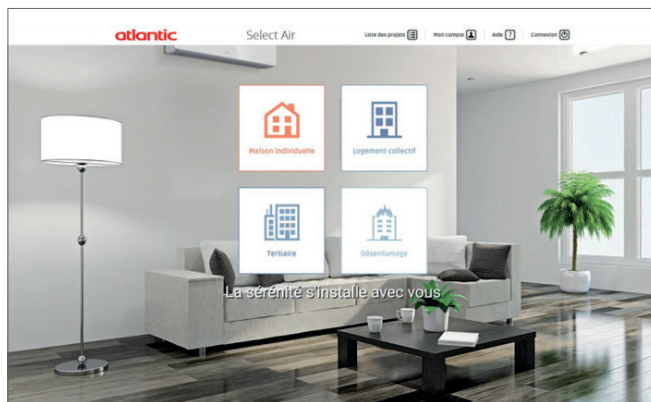 atlantic
Select Air
Liste des projets
Mon compte
Aide ?
Connexion
Maison individuelle
Logement collectif
Tertiaire
Désenfumage
La sérénité s'installe avec vous